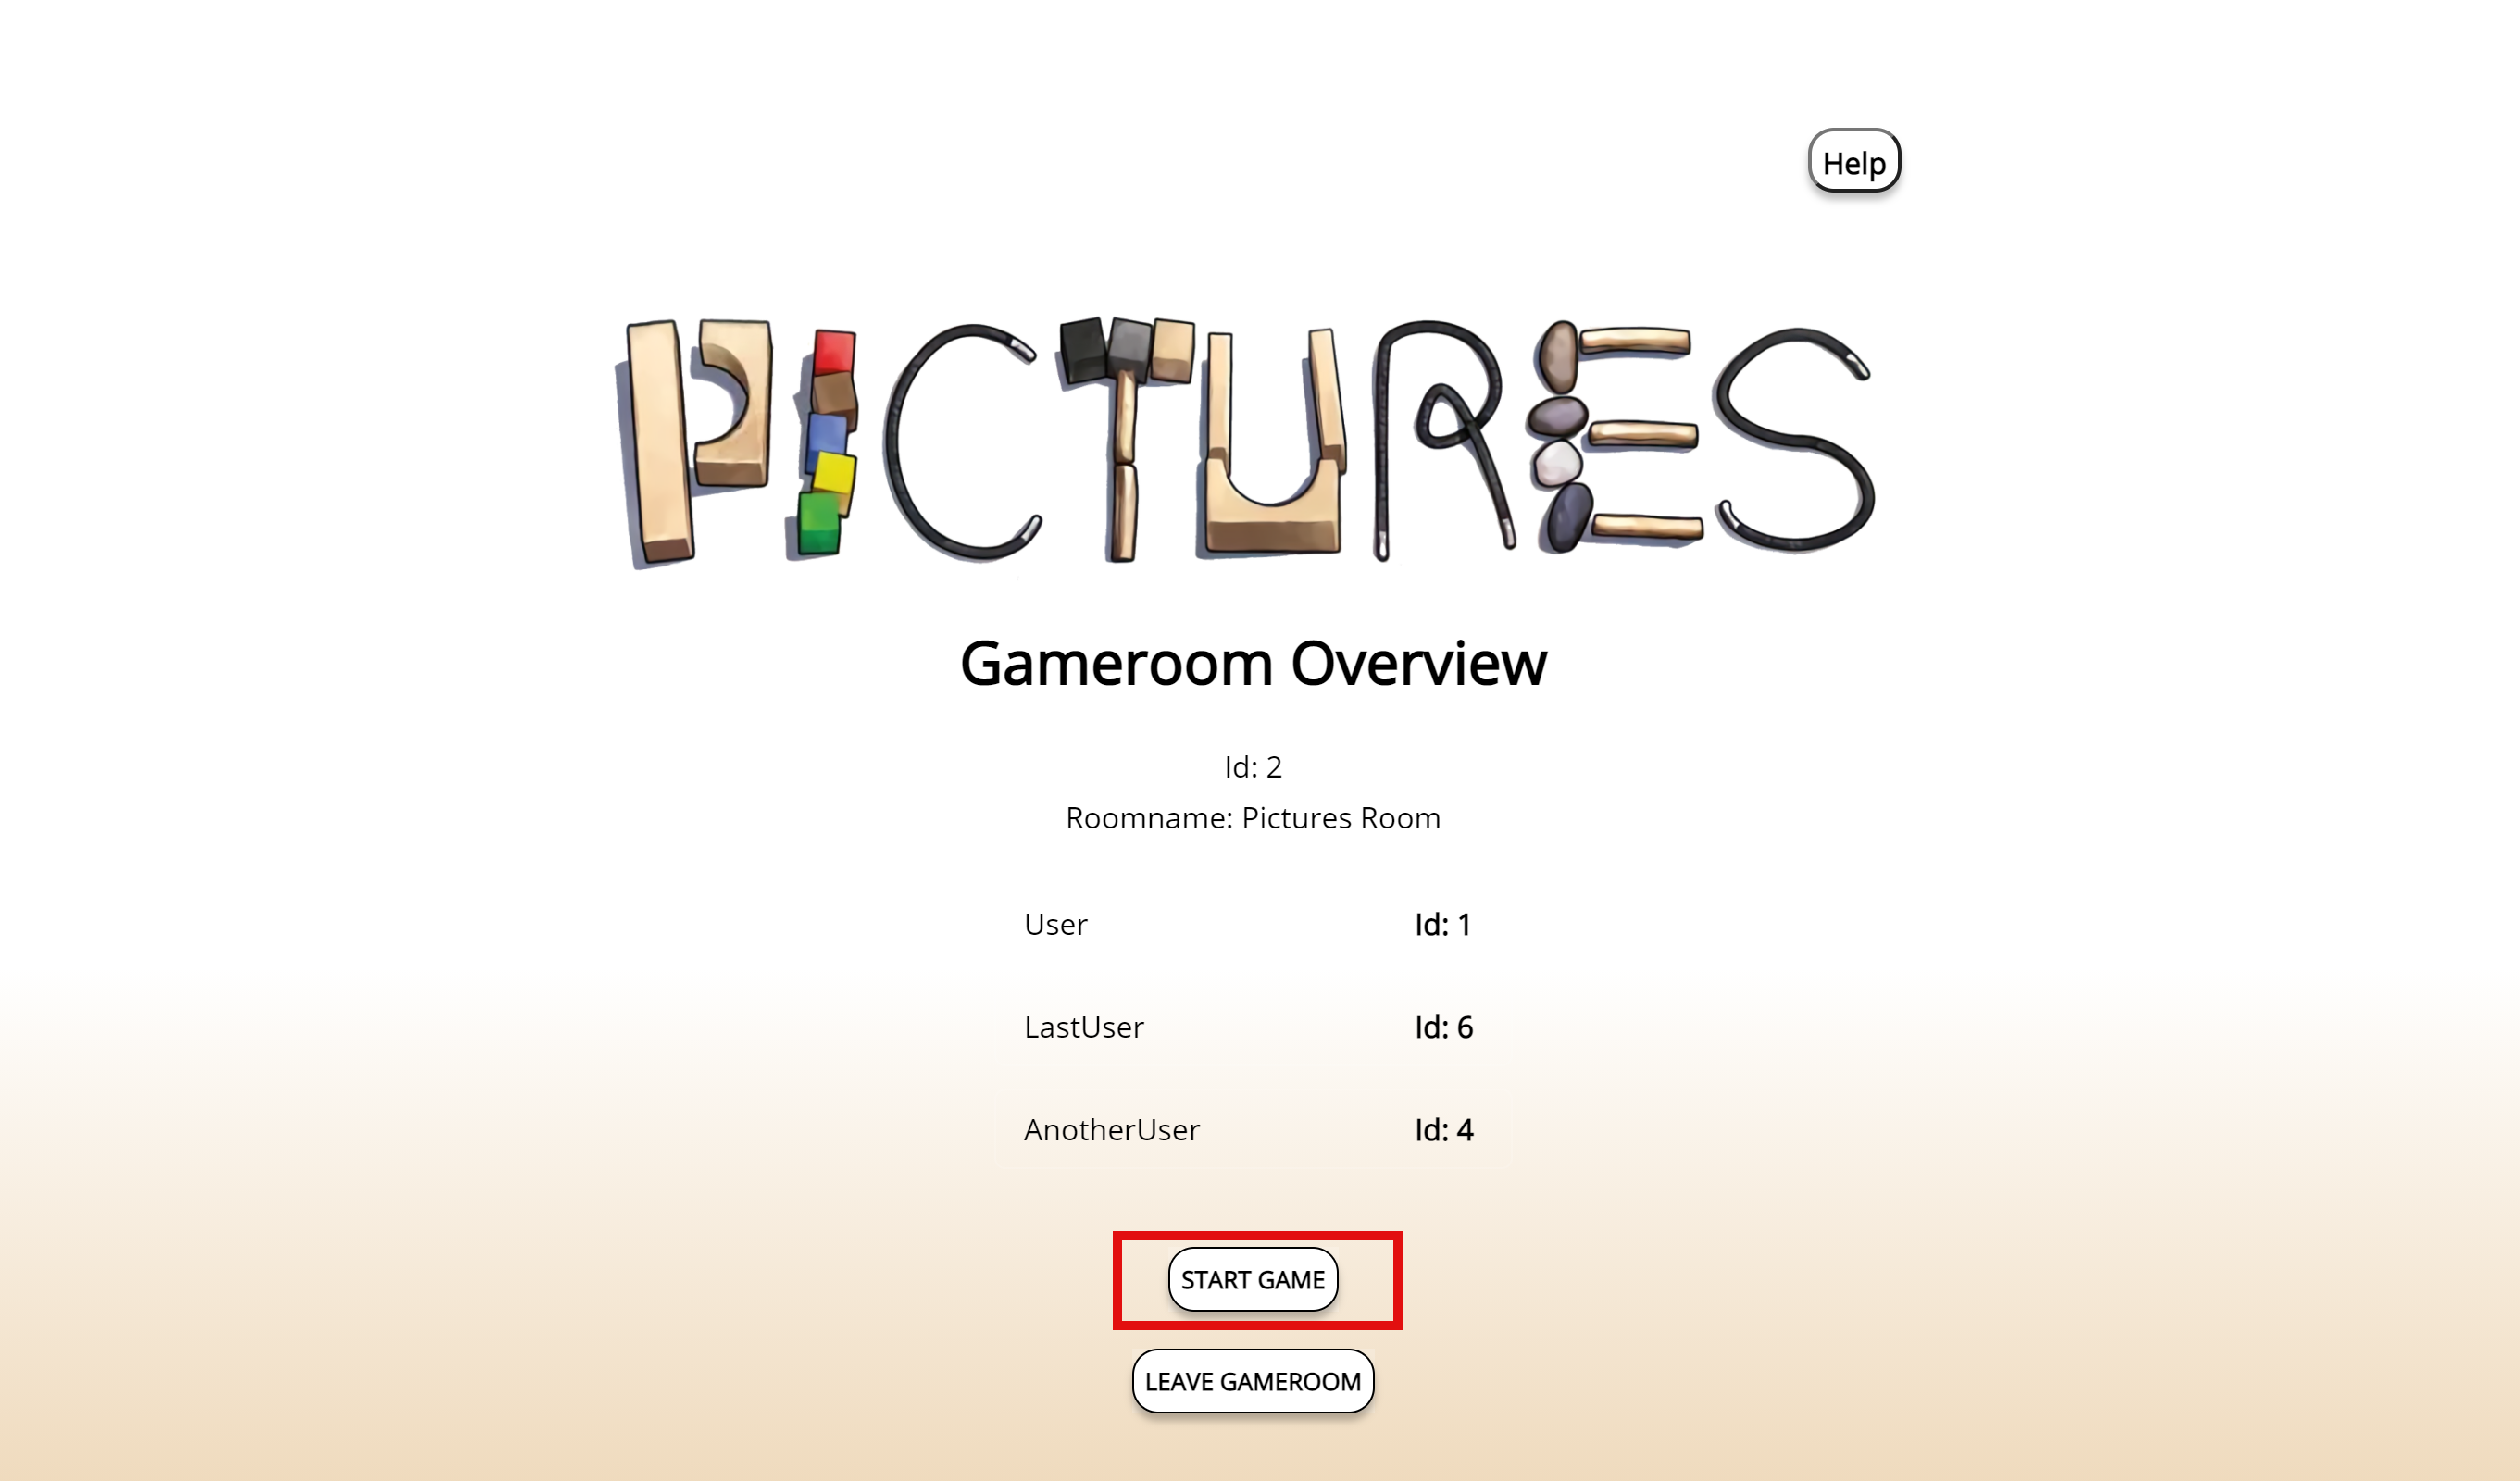 Help
PICTURES
Gameroom Overview
Id: 2
Roomname: Pictures Room
User Id: 1
LastUser Id: 6
AnotherUser Id: 4
START GAME
LEAVE GAMEROOM